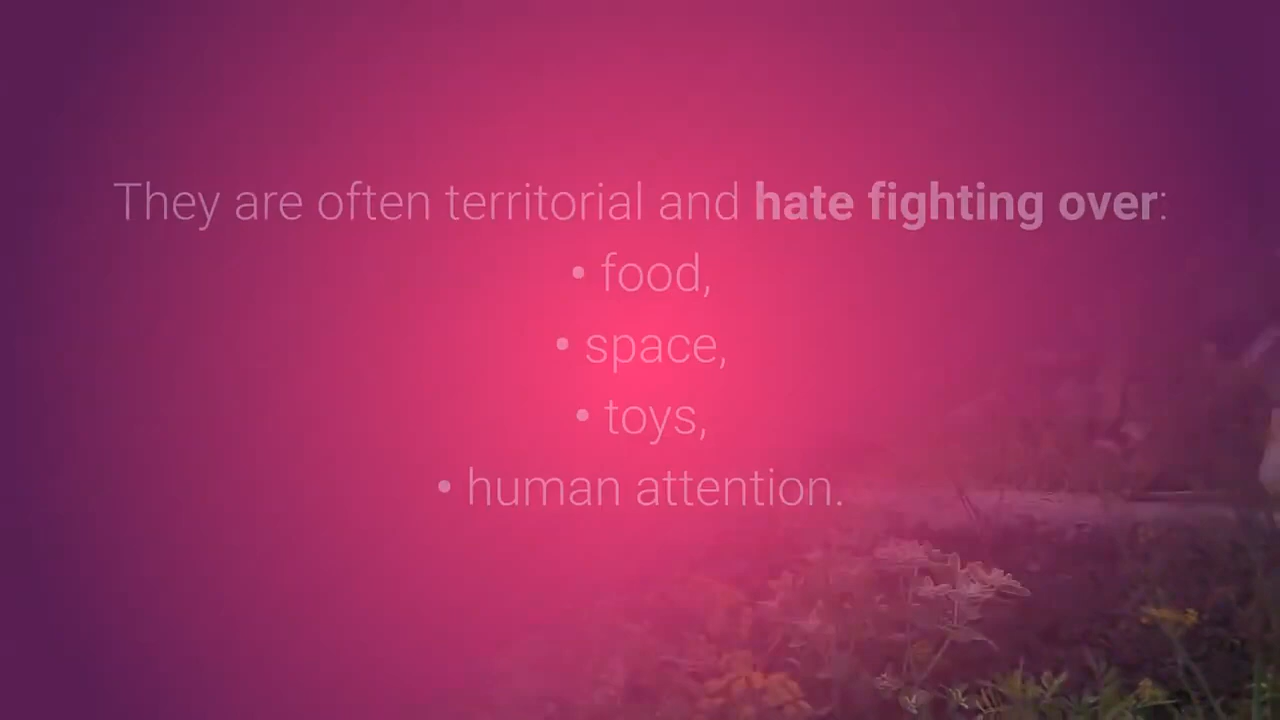 They are often territorial and hate fighting over:
• food,
• space,
• toys,
• human attention.